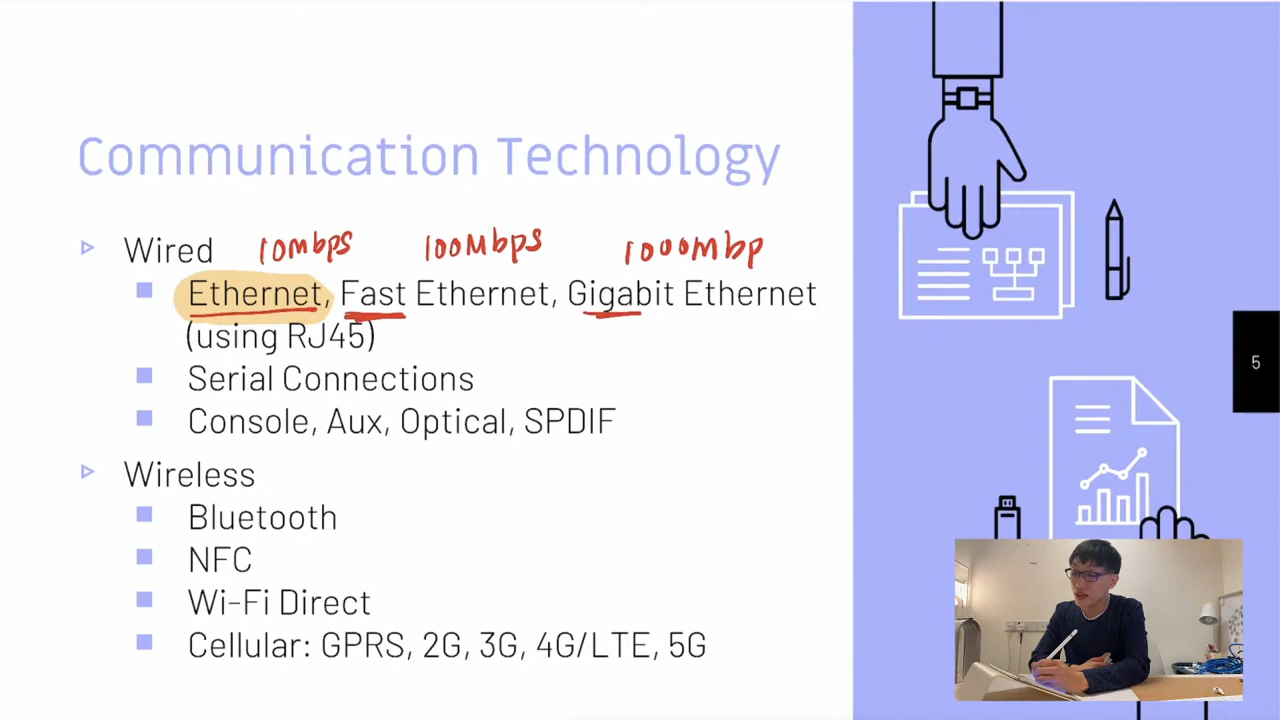 Communication Technology
Wired 10mbps 100Mbps 1000Mbp
Ethernet, Fast Ethernet, Gigabit Ethernet
(using RJ45)
Serial Connections
Console, Aux, Optical, SPDIF
Wireless
Bluetooth
NFC
Wi-Fi Direct
Cellular: GPRS, 2G, 3G, 4G/LTE, 5G
5